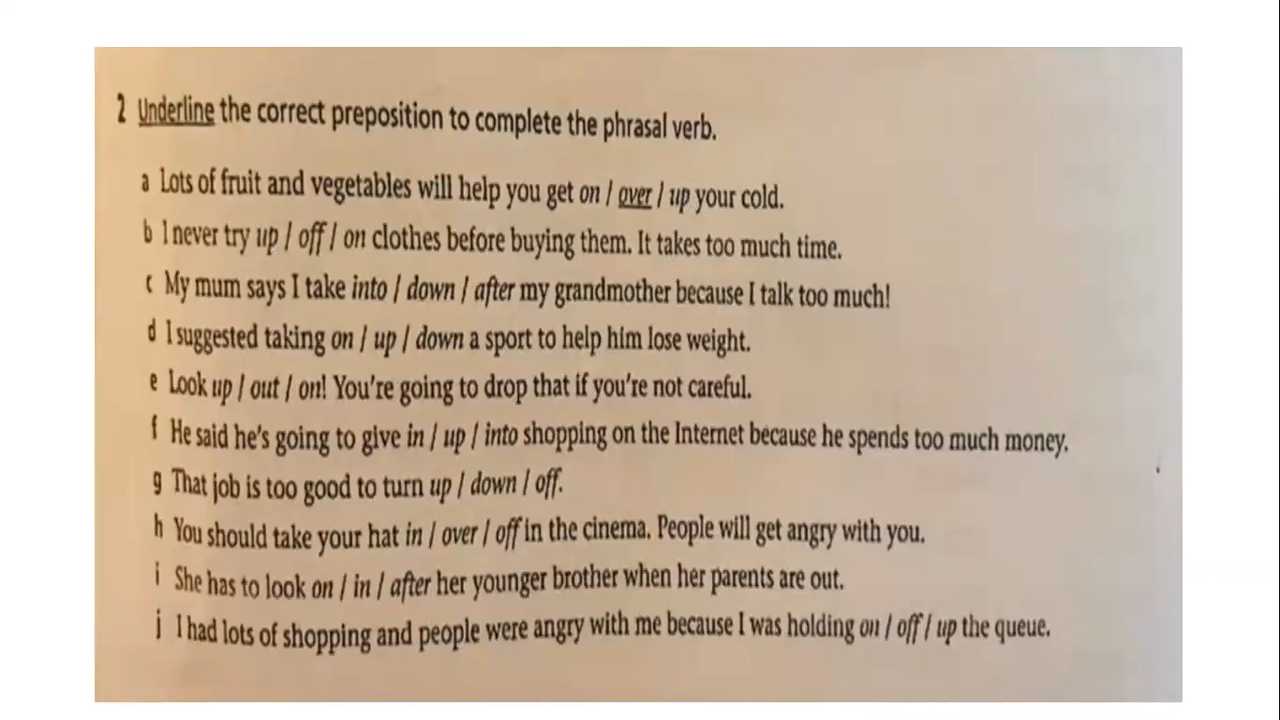 2 Underline the correct preposition to complete the phrasal verb.
a Lots of fruit and vegetables will help you get on / over / up your cold.
b I never try up / off / on clothes before buying them. It takes too much time.
c My mum says I take into / down / after my grandmother because I talk too much!
d I suggested taking on / up / down a sport to help him lose weight.
e Look up / out / on! You're going to drop that if you're not careful.
f He said he's going to give in / up / into shopping on the Internet because he spends too much money.
g That job is too good to turn up / down / off.
h You should take your hat in / over / off in the cinema. People will get angry with you.
i She has to look on / in / after her younger brother when her parents are out.
j I had lots of shopping and people were angry with me because I was holding on / off / up the queue.